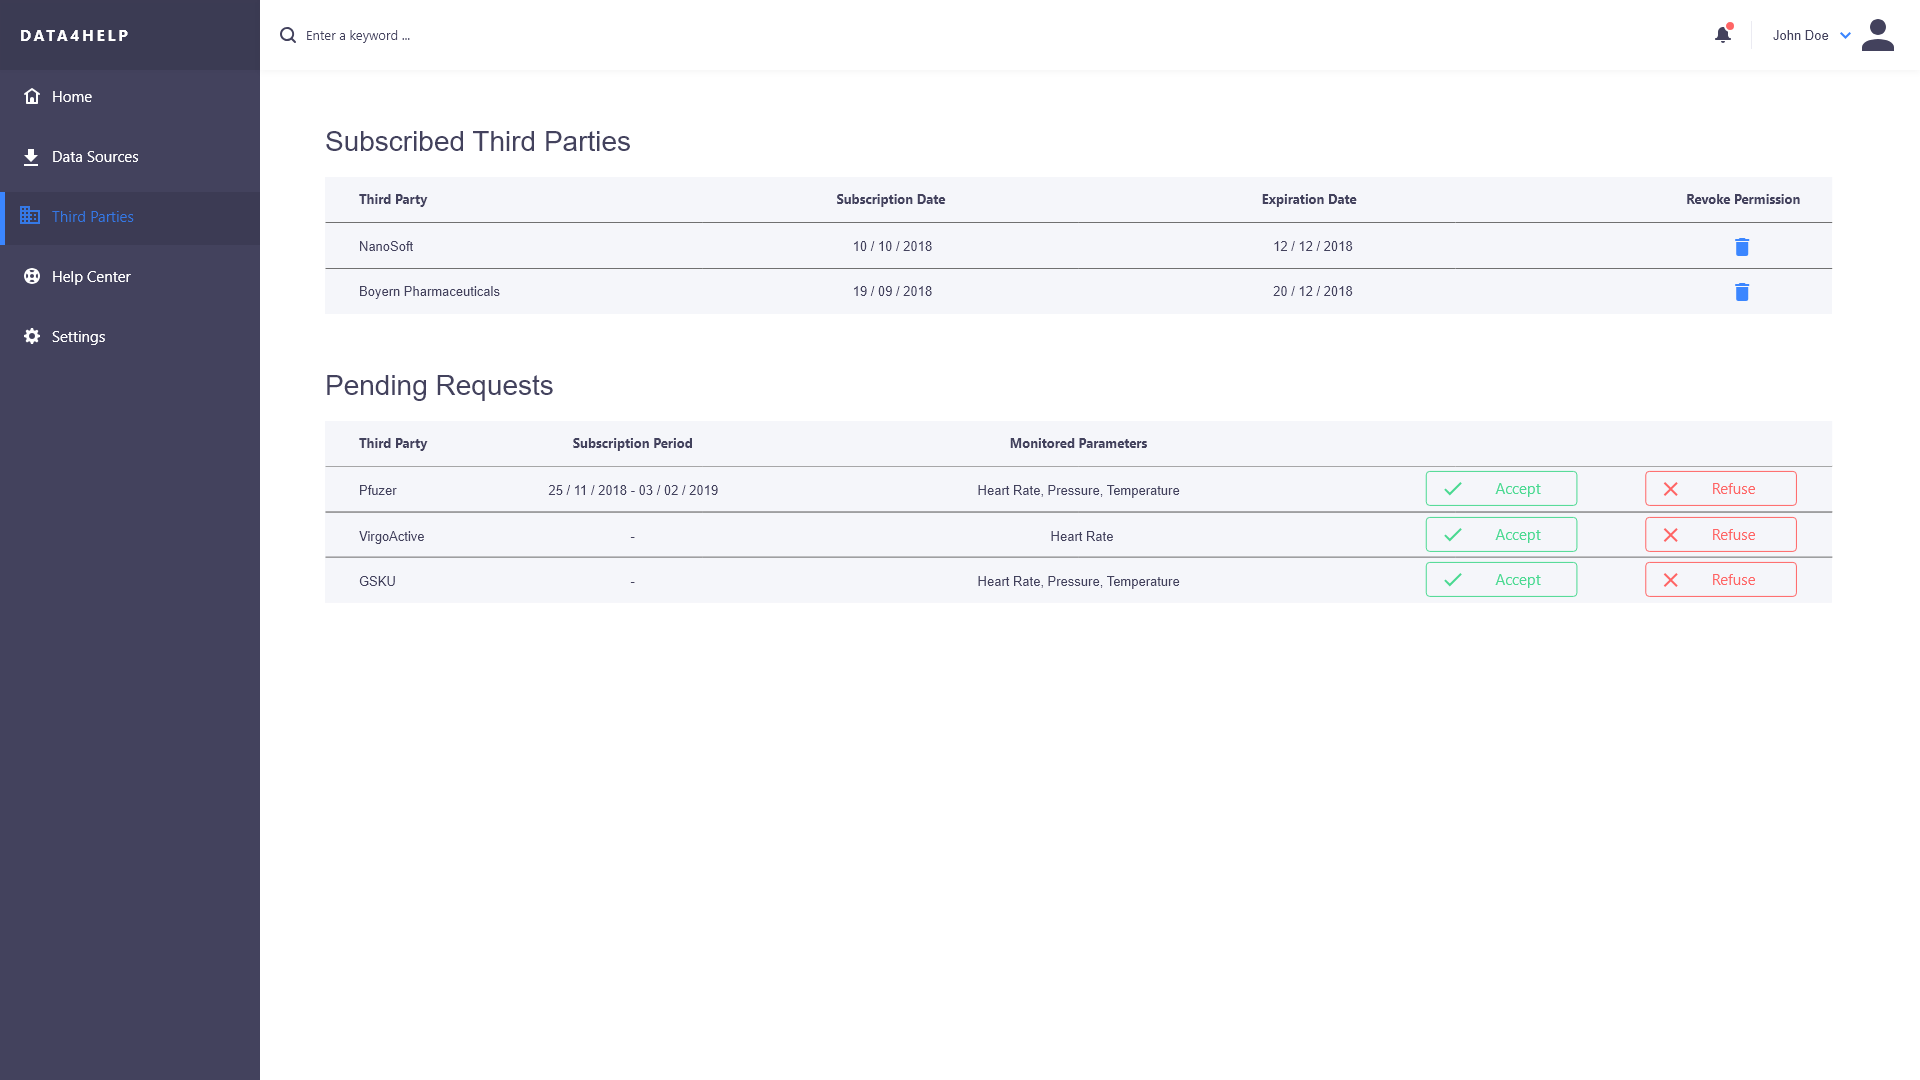 DATA4HELP
Enter a keyword ...
John Doe
Home
Data Sources
Third Parties
Help Center
Settings
Subscribed Third Parties
Third Party Subscription Date Expiration Date Revoke Permission
NanoSoft 10 / 10 / 2018 12 / 12 / 2018
Boyern Pharmaceuticals 19 / 09 / 2018 20 / 12 / 2018
Pending Requests
Third Party Subscription Period Monitored Parameters
Pfuzer 25 / 11 / 2018 - 03 / 02 / 2019 Heart Rate, Pressure, Temperature Accept Refuse
VirgoActive - Heart Rate Accept Refuse
GSKU - Heart Rate, Pressure, Temperature Accept Refuse